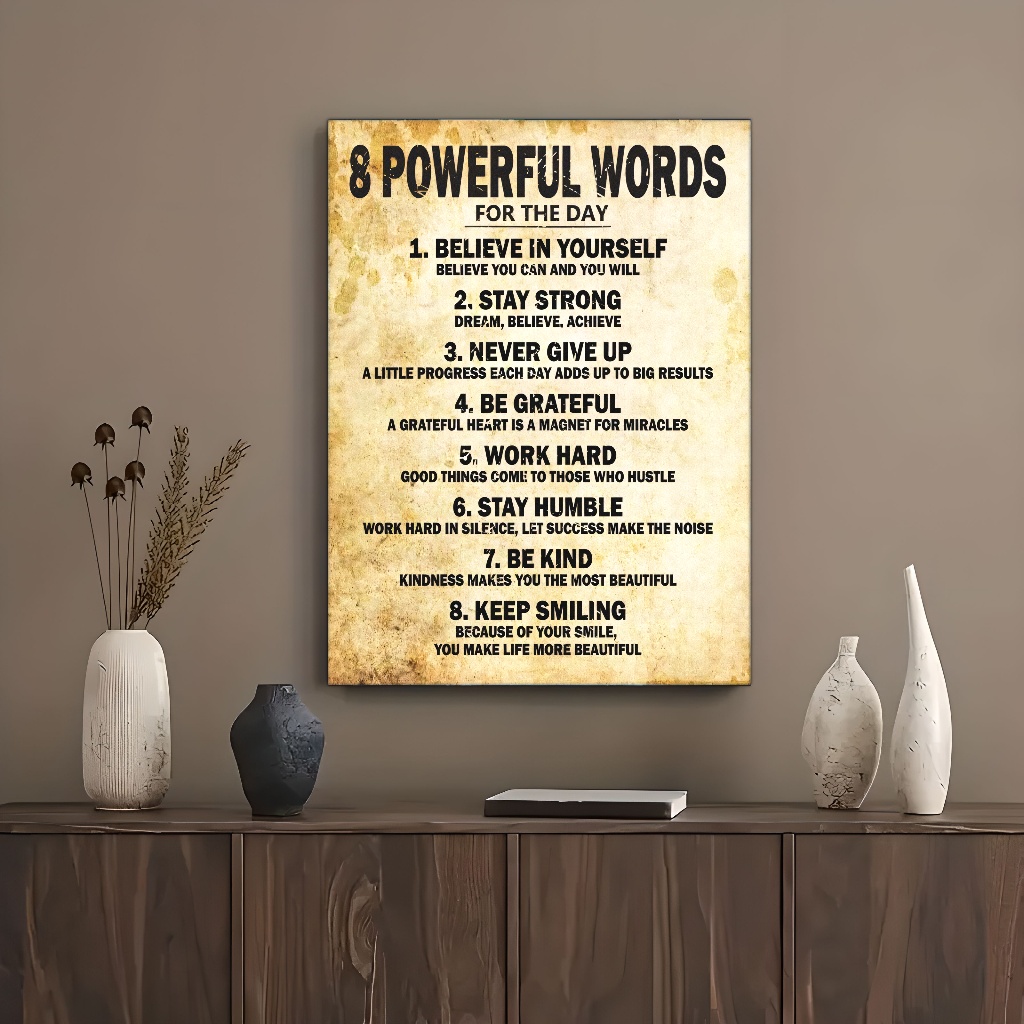 8 POWERFUL WORDS
FOR THE DAY
1. BELIEVE IN YOURSELF
BELIEVE YOU CAN AND YOU WILL
2. STAY STRONG
DREAM, BELIEVE, ACHIEVE
3. NEVER GIVE UP
A LITTLE PROGRESS EACH DAY ADDS UP TO BIG RESULTS
4. BE GRATEFUL
A GRATEFUL HEART IS A MAGNET FOR MIRACLES
5. WORK HARD
GOOD THINGS COME TO THOSE WHO HUSTLE
6. STAY HUMBLE
WORK HARD IN SILENCE, LET SUCCESS MAKE THE NOISE
7. BE KIND
KINDNESS MAKES YOU THE MOST BEAUTIFUL
8. KEEP SMILING
BECAUSE OF YOUR SMILE,
YOU MAKE LIFE MORE BEAUTIFUL